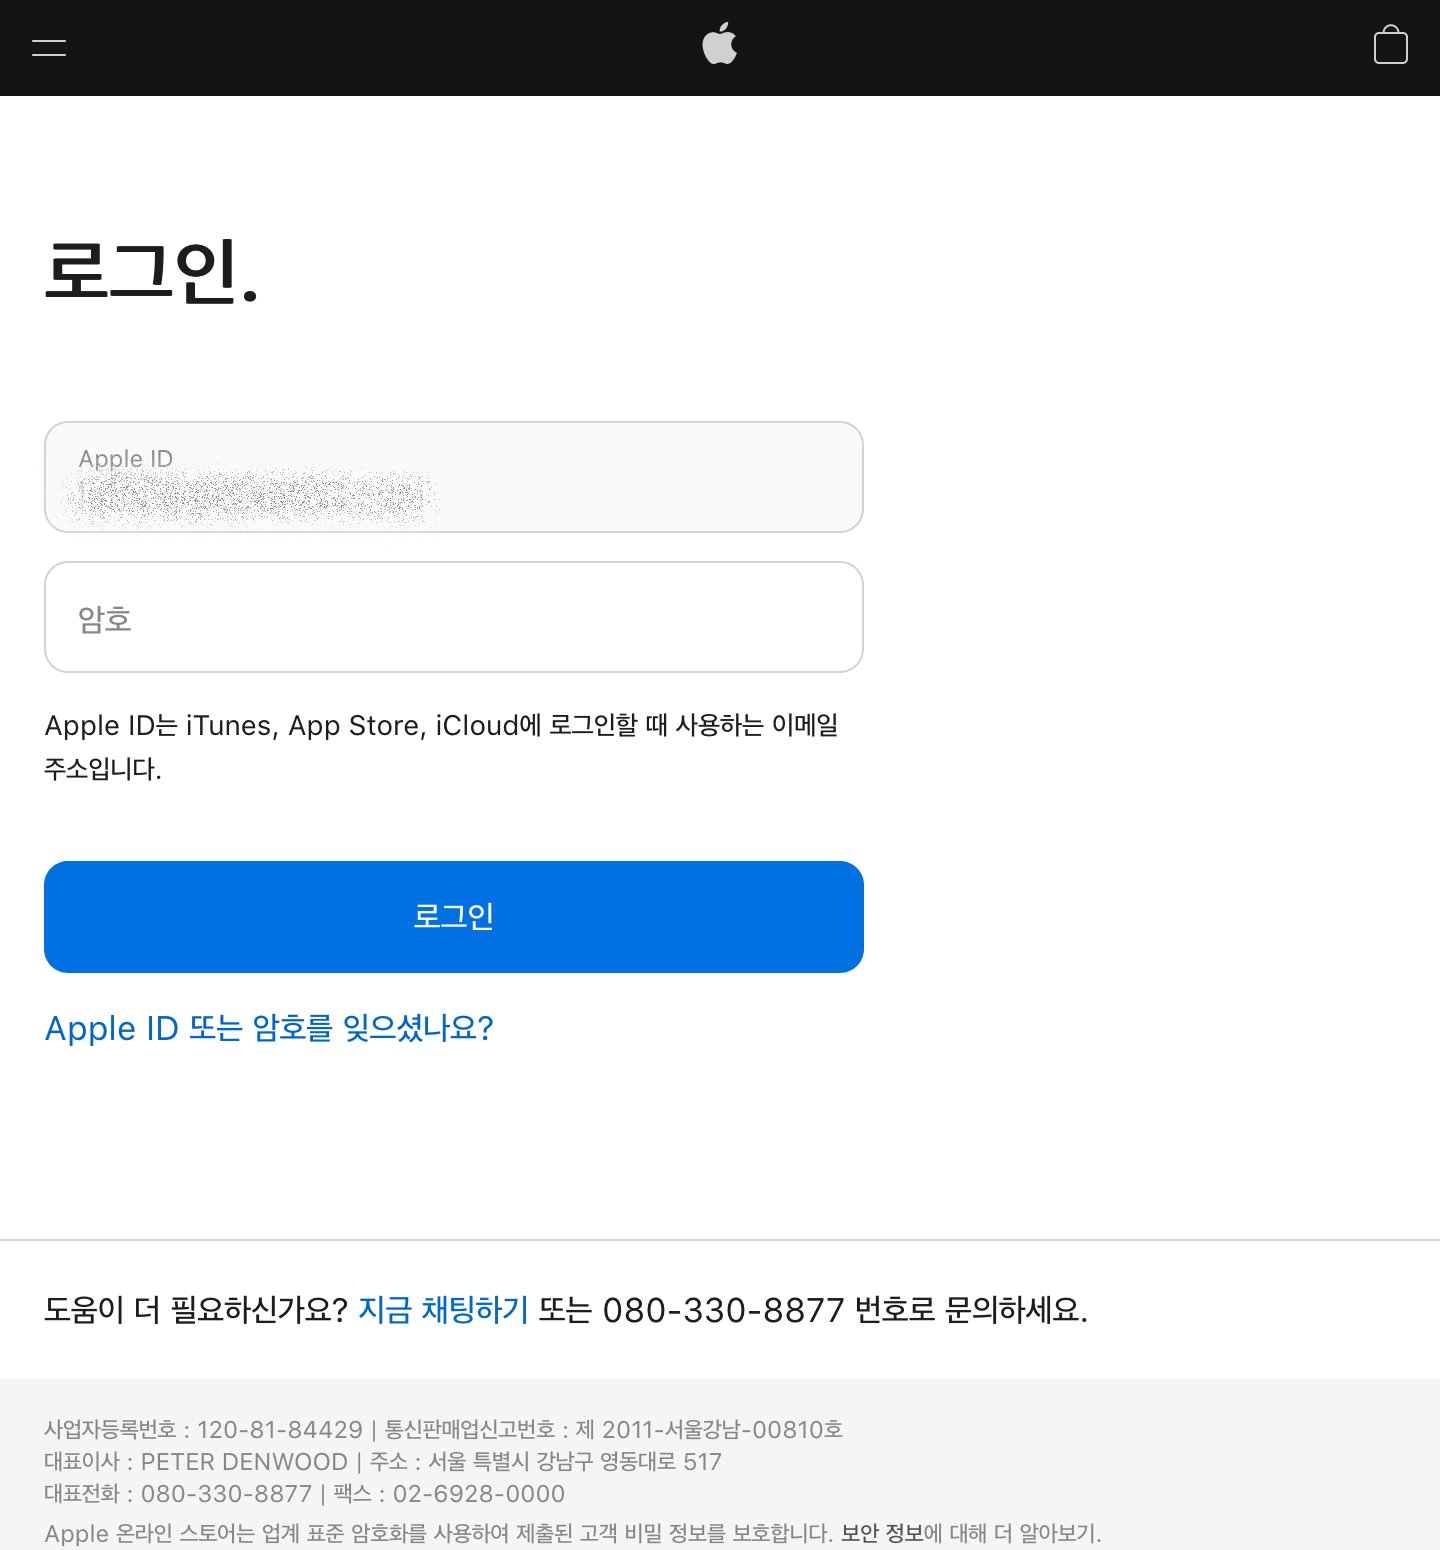 로그인.
Apple ID
암호
Apple ID는 iTunes, App Store, iCloud에 로그인할 때 사용하는 이메일
주소입니다.
로그인
Apple ID 또는 암호를 잊으셨나요?
도움이 더 필요하신가요? 지금 채팅하기 또는 080-330-8877 번호로 문의하세요.
사업자등록번호 : 120-81-84429 | 통신판매업신고번호 : 제 2011-서울강남-00810호
대표이사 : PETER DENWOOD | 주소 : 서울 특별시 강남구 영동대로 517
대표전화 : 080-330-8877 | 팩스 : 02-6928-0000
Apple 온라인 스토어는 업계 표준 암호화를 사용하여 제출된 고객 비밀 정보를 보호합니다. 보안 정보에 대해 더 알아보기.